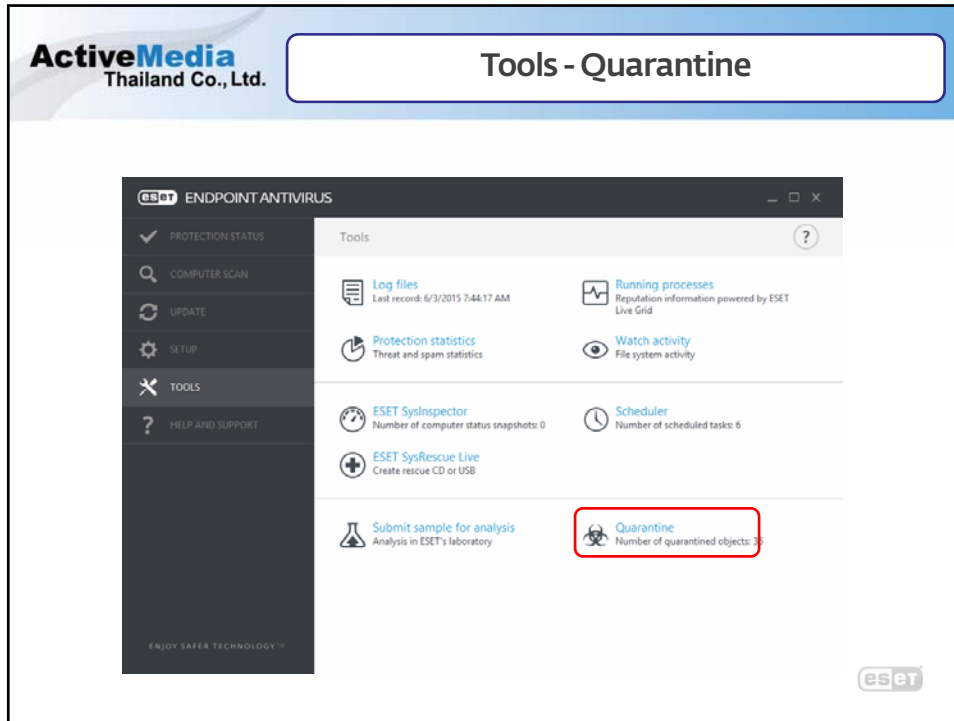 ActiveMedia
Thailand Co., Ltd.
Tools - Quarantine
eset ENDPOINT ANTIVIRUS
PROTECTION STATUS
Tools
?
COMPUTER SCAN
Log files
Last record: 6/3/2015 7:44:17 AM
Running processes
Reputation information powered by ESET
Live Grid
UPDATE
Protection statistics
Threat and spam statistics
Watch activity
File system activity
SETUP
TOOLS
ESET SysInspector
Number of computer status snapshots: 0
Scheduler
Number of scheduled tasks: 6
? HELP AND SUPPORT
ESET SysRescue Live
Create rescue CD or USB
Submit sample for analysis
Analysis in ESET's laboratory
Quarantine
Number of quarantined objects:
ENJOY SAFER TECHNOLOGY™
eset